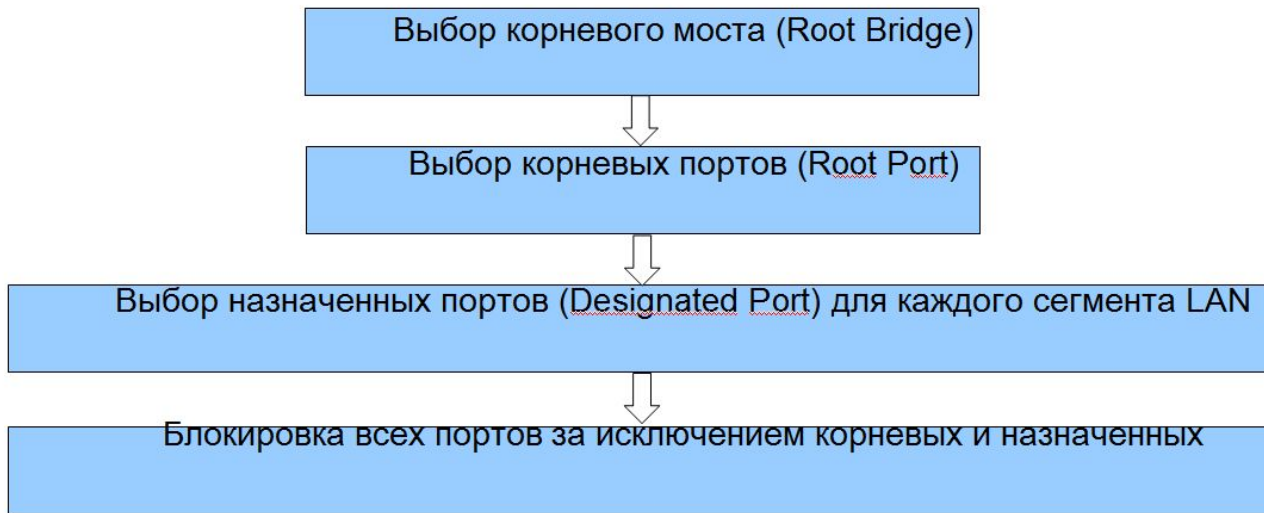 Выбор корневого моста (Root Bridge)
Выбор корневых портов (Root Port)
Выбор назначенных портов (Designated Port) для каждого сегмента LAN
Блокировка всех портов за исключением корневых и назначенных